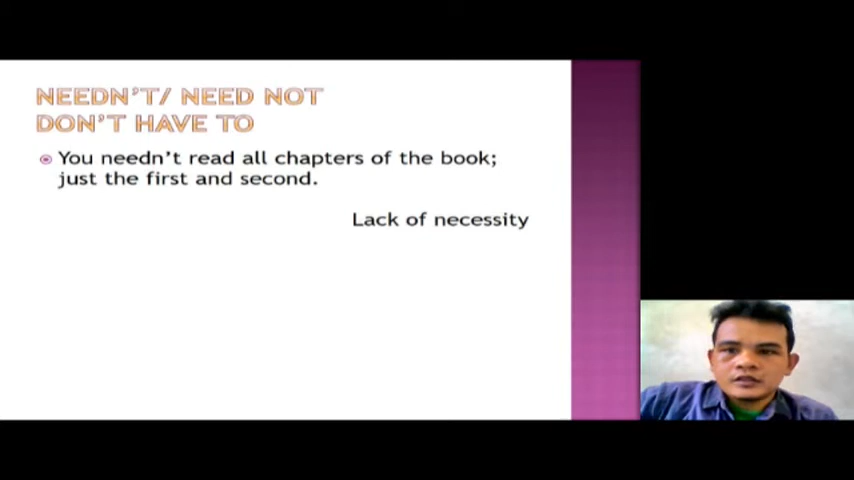 NEEDN'T/ NEED NOT
DON'T HAVE TO
You needn't read all chapters of the book;
just the first and second.
Lack of necessity